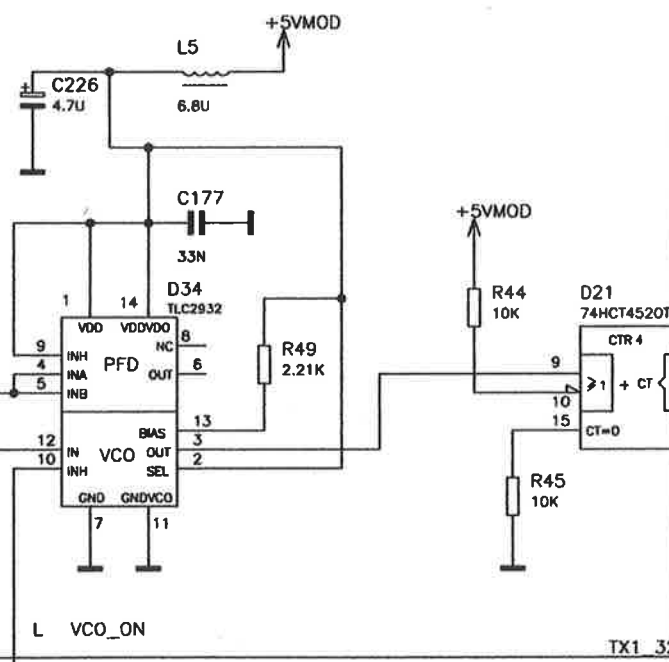 +5VMOD
L5
6.8U
+
C226
4.7U
C177
33N
+5VMOD
1
14
D34
TLC2932
R44
10K
D21
74HCT4520T
VDD
VDDVDO
8
NC
9
INH
PFD
4
INA
6
OUT
5
INB
R49
2.21K
CTR 4
9
≥1
+
CT {
10
13
BIAS
12
IN
VCO
3
OUT
10
INH
2
SEL
15
CT=0
GND
GNDVCO
7
11
R45
10K
L VCO_ON
TX1_32